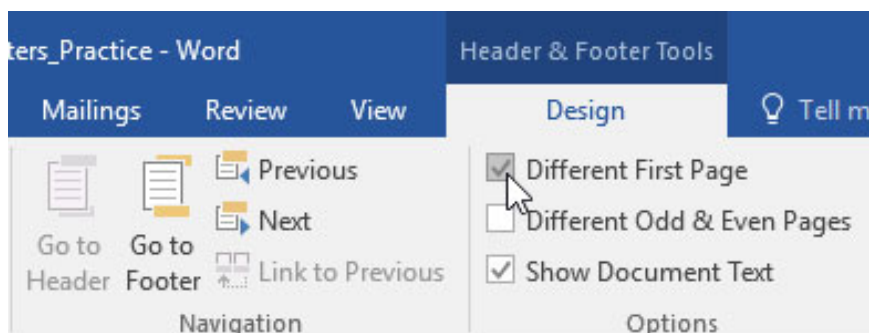 ters_Practice - Word
Header & Footer Tools
Mailings
Review
View
Design
Tell m
Go to
Header
Go to
Footer
Previous
Next
Link to Previous
Navigation
Different First Page
Different Odd & Even Pages
Show Document Text
Options